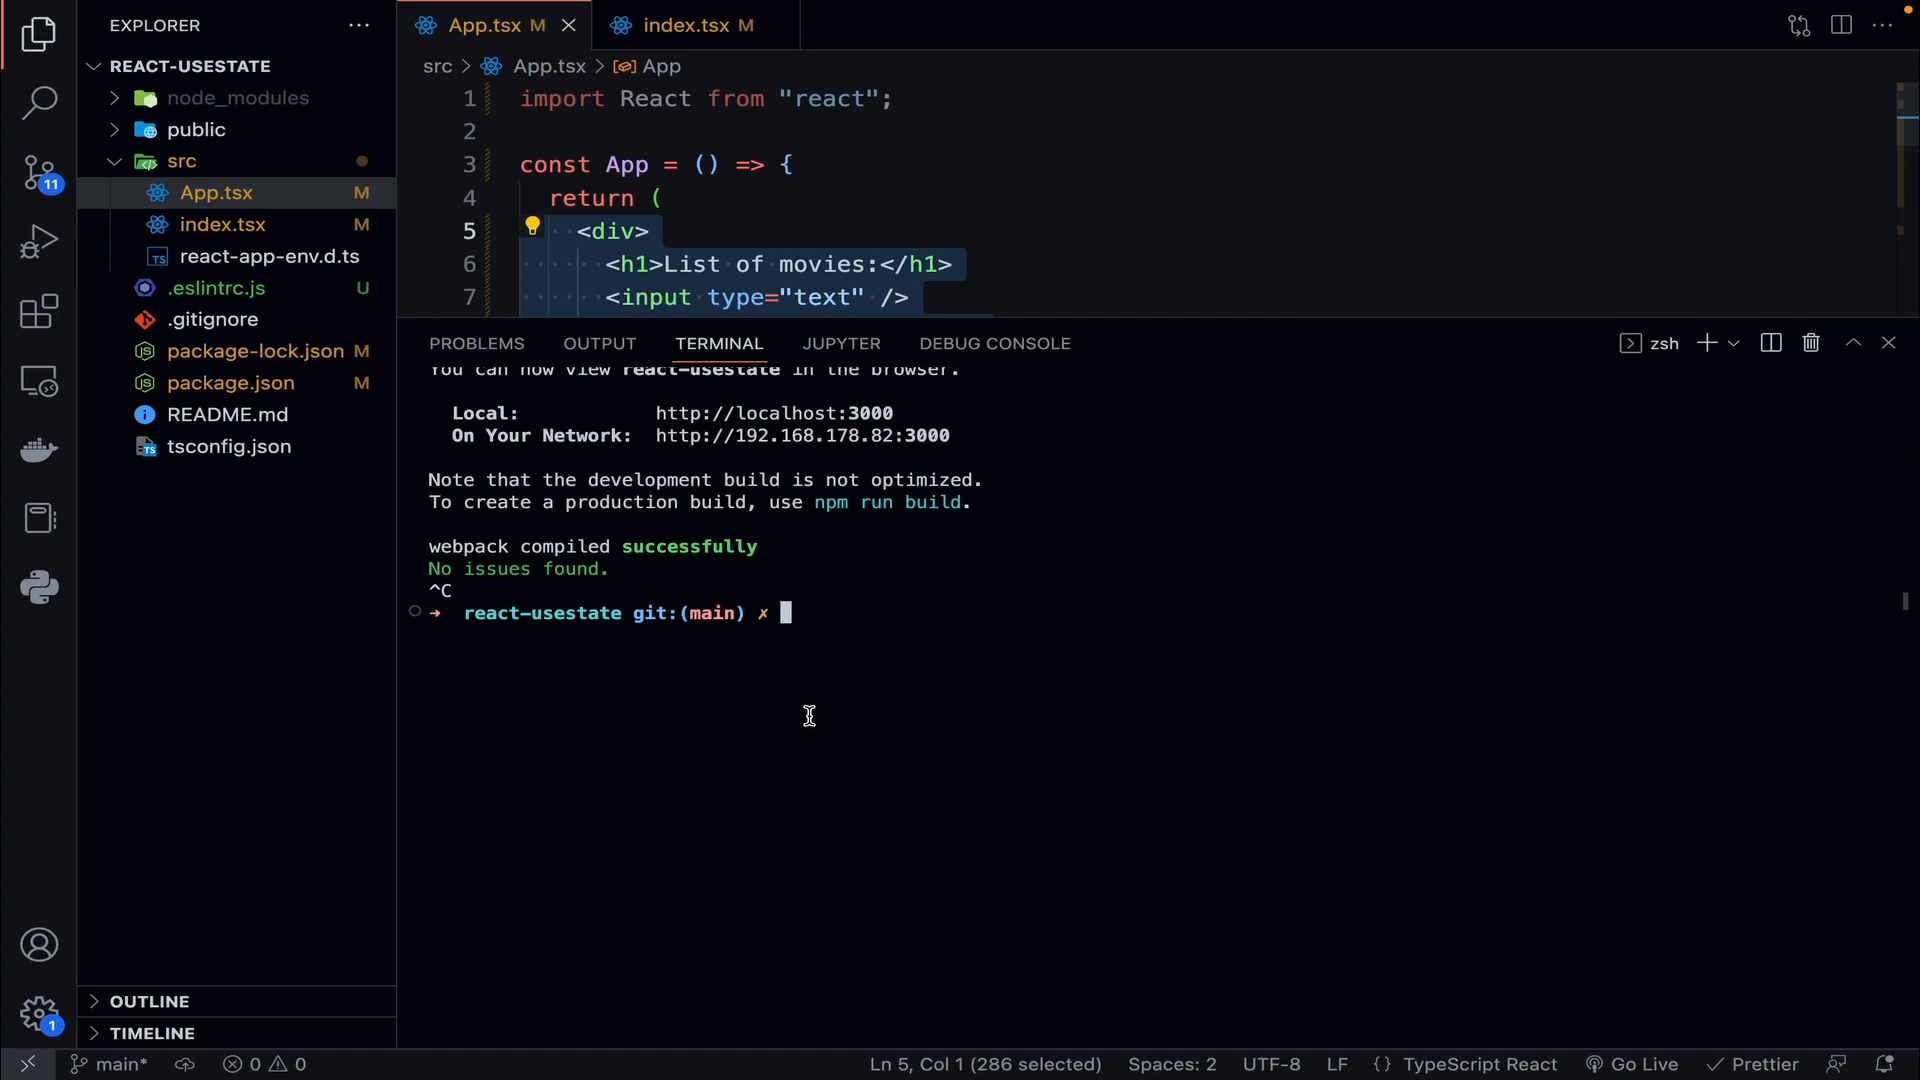 EXPLORER
REACT-USESTATE
node_modules
public
src
App.tsx M
index.tsx M
react-app-env.d.ts
.eslintrc.js U
.gitignore
package-lock.json M
package.json M
README.md
tsconfig.json
OUTLINE
TIMELINE
11
1
App.tsx M
index.tsx M
src > App.tsx > App
1 import React from "react";
2
3 const App = () => {
4 return (
5 <div>
6 <h1>List of movies:</h1>
7 <input type="text" />
PROBLEMS OUTPUT TERMINAL JUPYTER DEBUG CONSOLE
zsh
You can now view react-usestate in the browser.
Local: http://localhost:3000
On Your Network: http://192.168.178.82:3000
Note that the development build is not optimized.
To create a production build, use npm run build.
webpack compiled successfully
No issues found.
^C
➜ react-usestate git:(main) ✗
main* 0 0 Ln 5, Col 1 (286 selected) Spaces: 2 UTF-8 LF {} TypeScript React Go Live Prettier